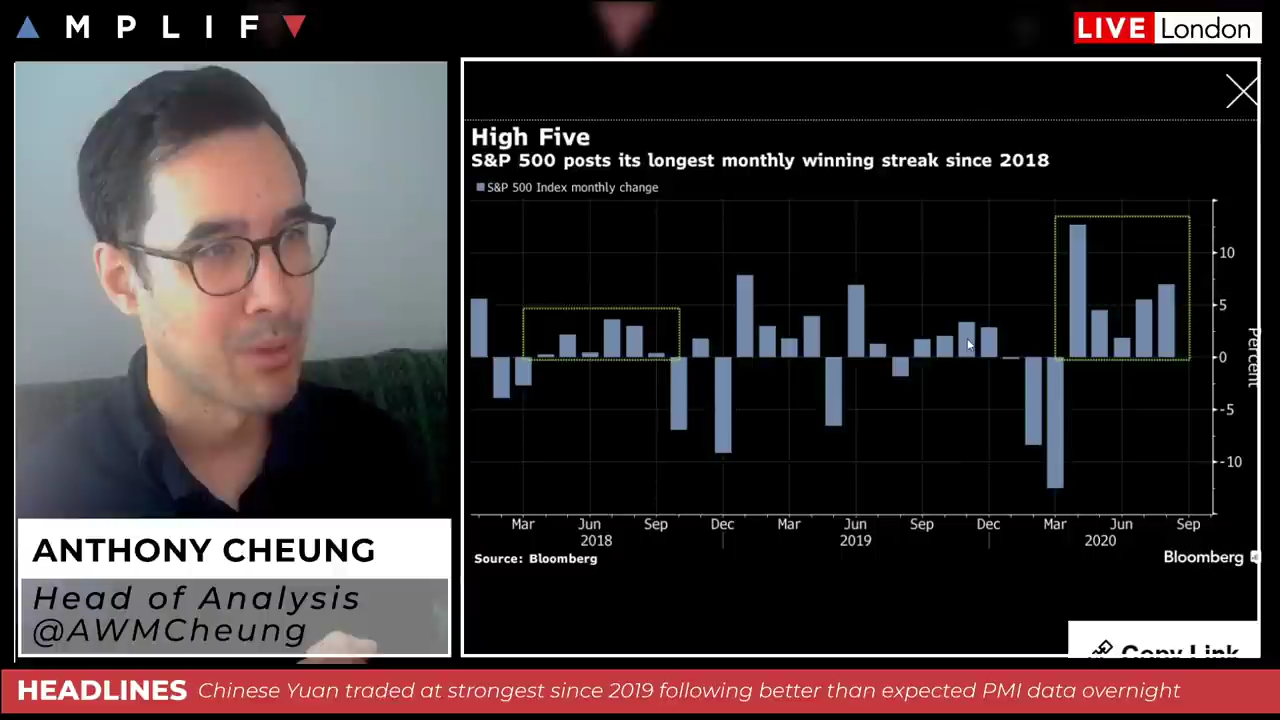 ▲ M P L I F ▼
LIVE London
High Five
S&P 500 posts its longest monthly winning streak since 2018
S&P 500 Index monthly change
10
5
0
-5
-10
Percent
Mar Jun Sep Dec Mar Jun Sep Dec Mar Jun Sep
2018 2019 2020
Source: Bloomberg
Bloomberg
Copy Link
ANTHONY CHEUNG
Head of Analysis
@AWMCheung
HEADLINES Chinese Yuan traded at strongest since 2019 following better than expected PMI data overnight